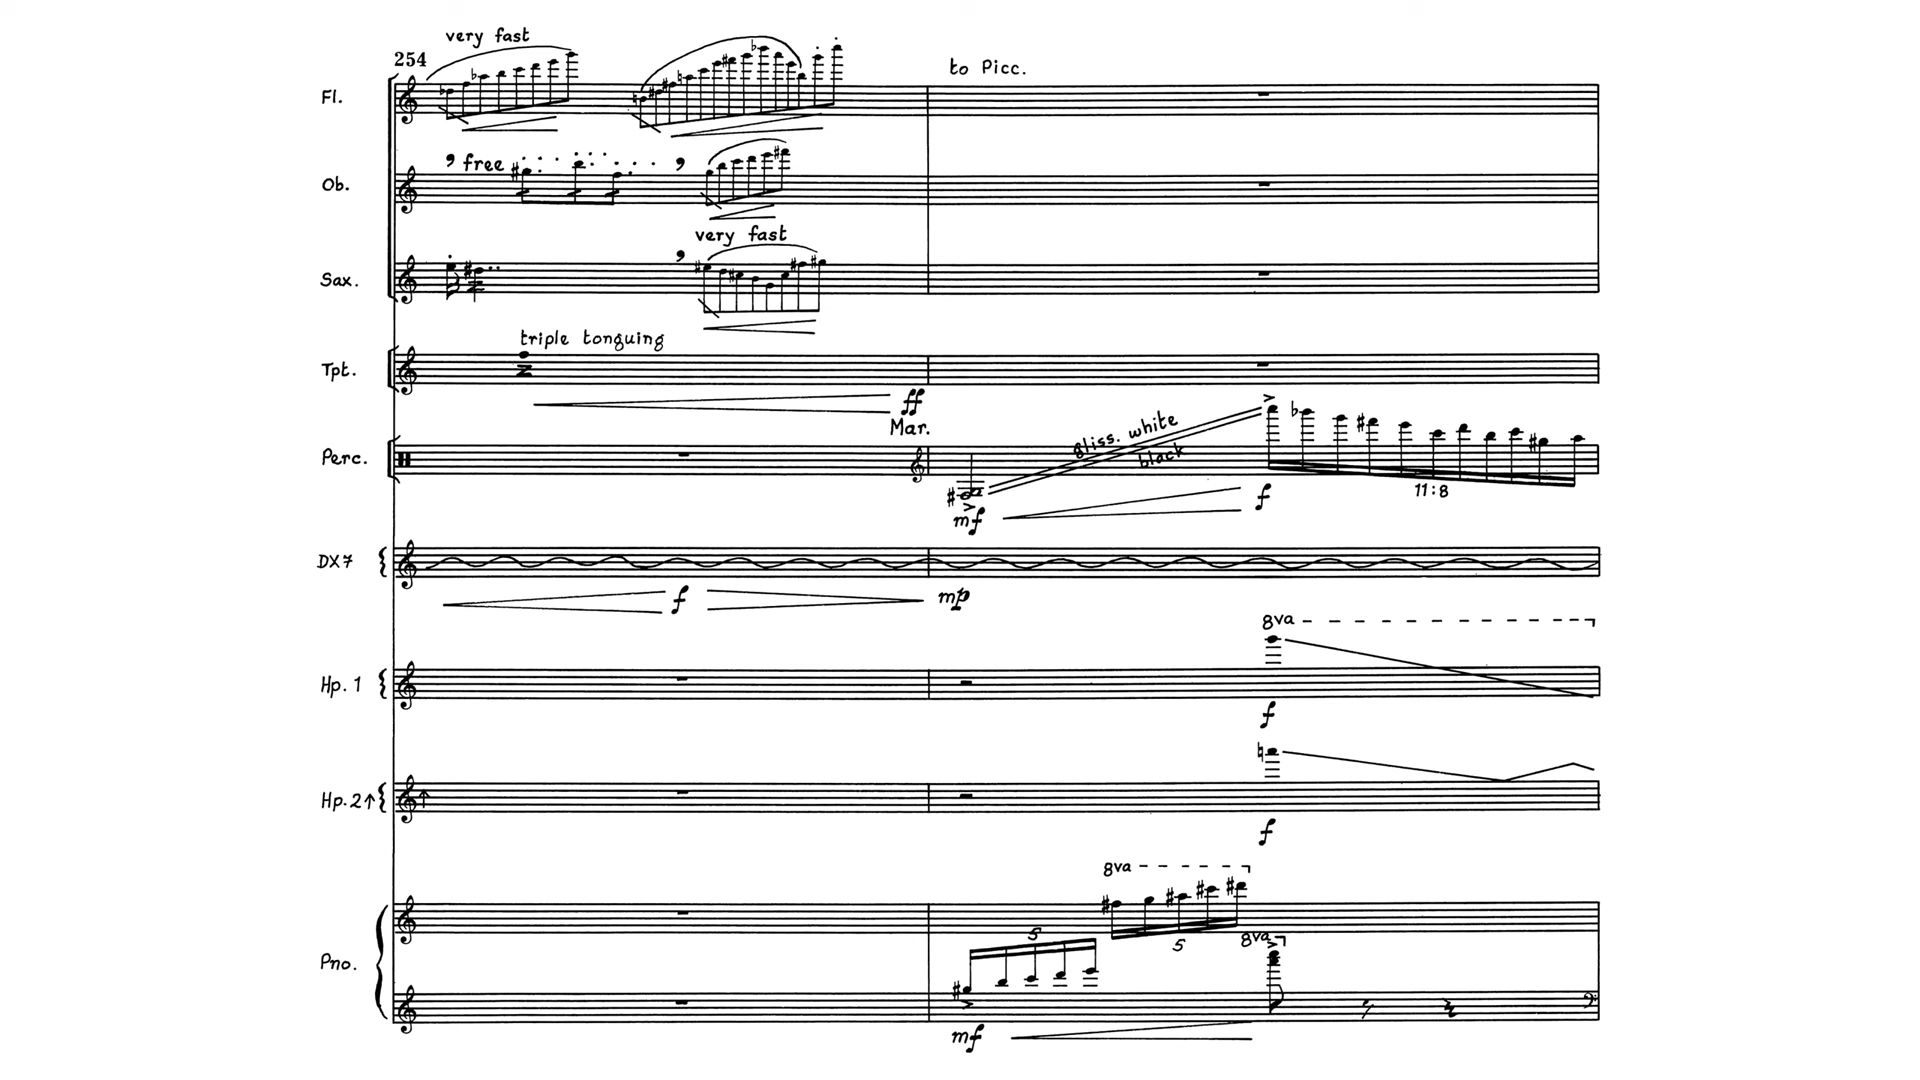 very fast
254
to Picc.
Fl.
free
Ob.
very fast
Sax.
triple tonguing
Tpt.
ff
Mar.
gliss. white
black
Perc.
11:8
mf f
DX7
f mp
8va
Hp. 1
f
Hp. 2↑
f
8va
5
5
8va
Pno.
mf